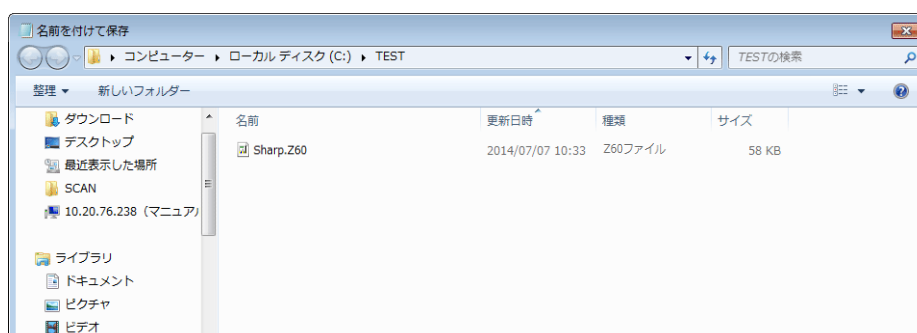 名前を付けて保存
コンピューター ▸ ローカル ディスク (C:) ▸ TEST
TESTの検索
整理 ▼ 新しいフォルダー
ダウンロード
デスクトップ
最近表示した場所
SCAN
10.20.76.238（マニュアル
ライブラリ
ドキュメント
ピクチャ
ビデオ
名前 更新日時 種類 サイズ
Sharp.Z60 2014/07/07 10:33 Z60ファイル 58 KB